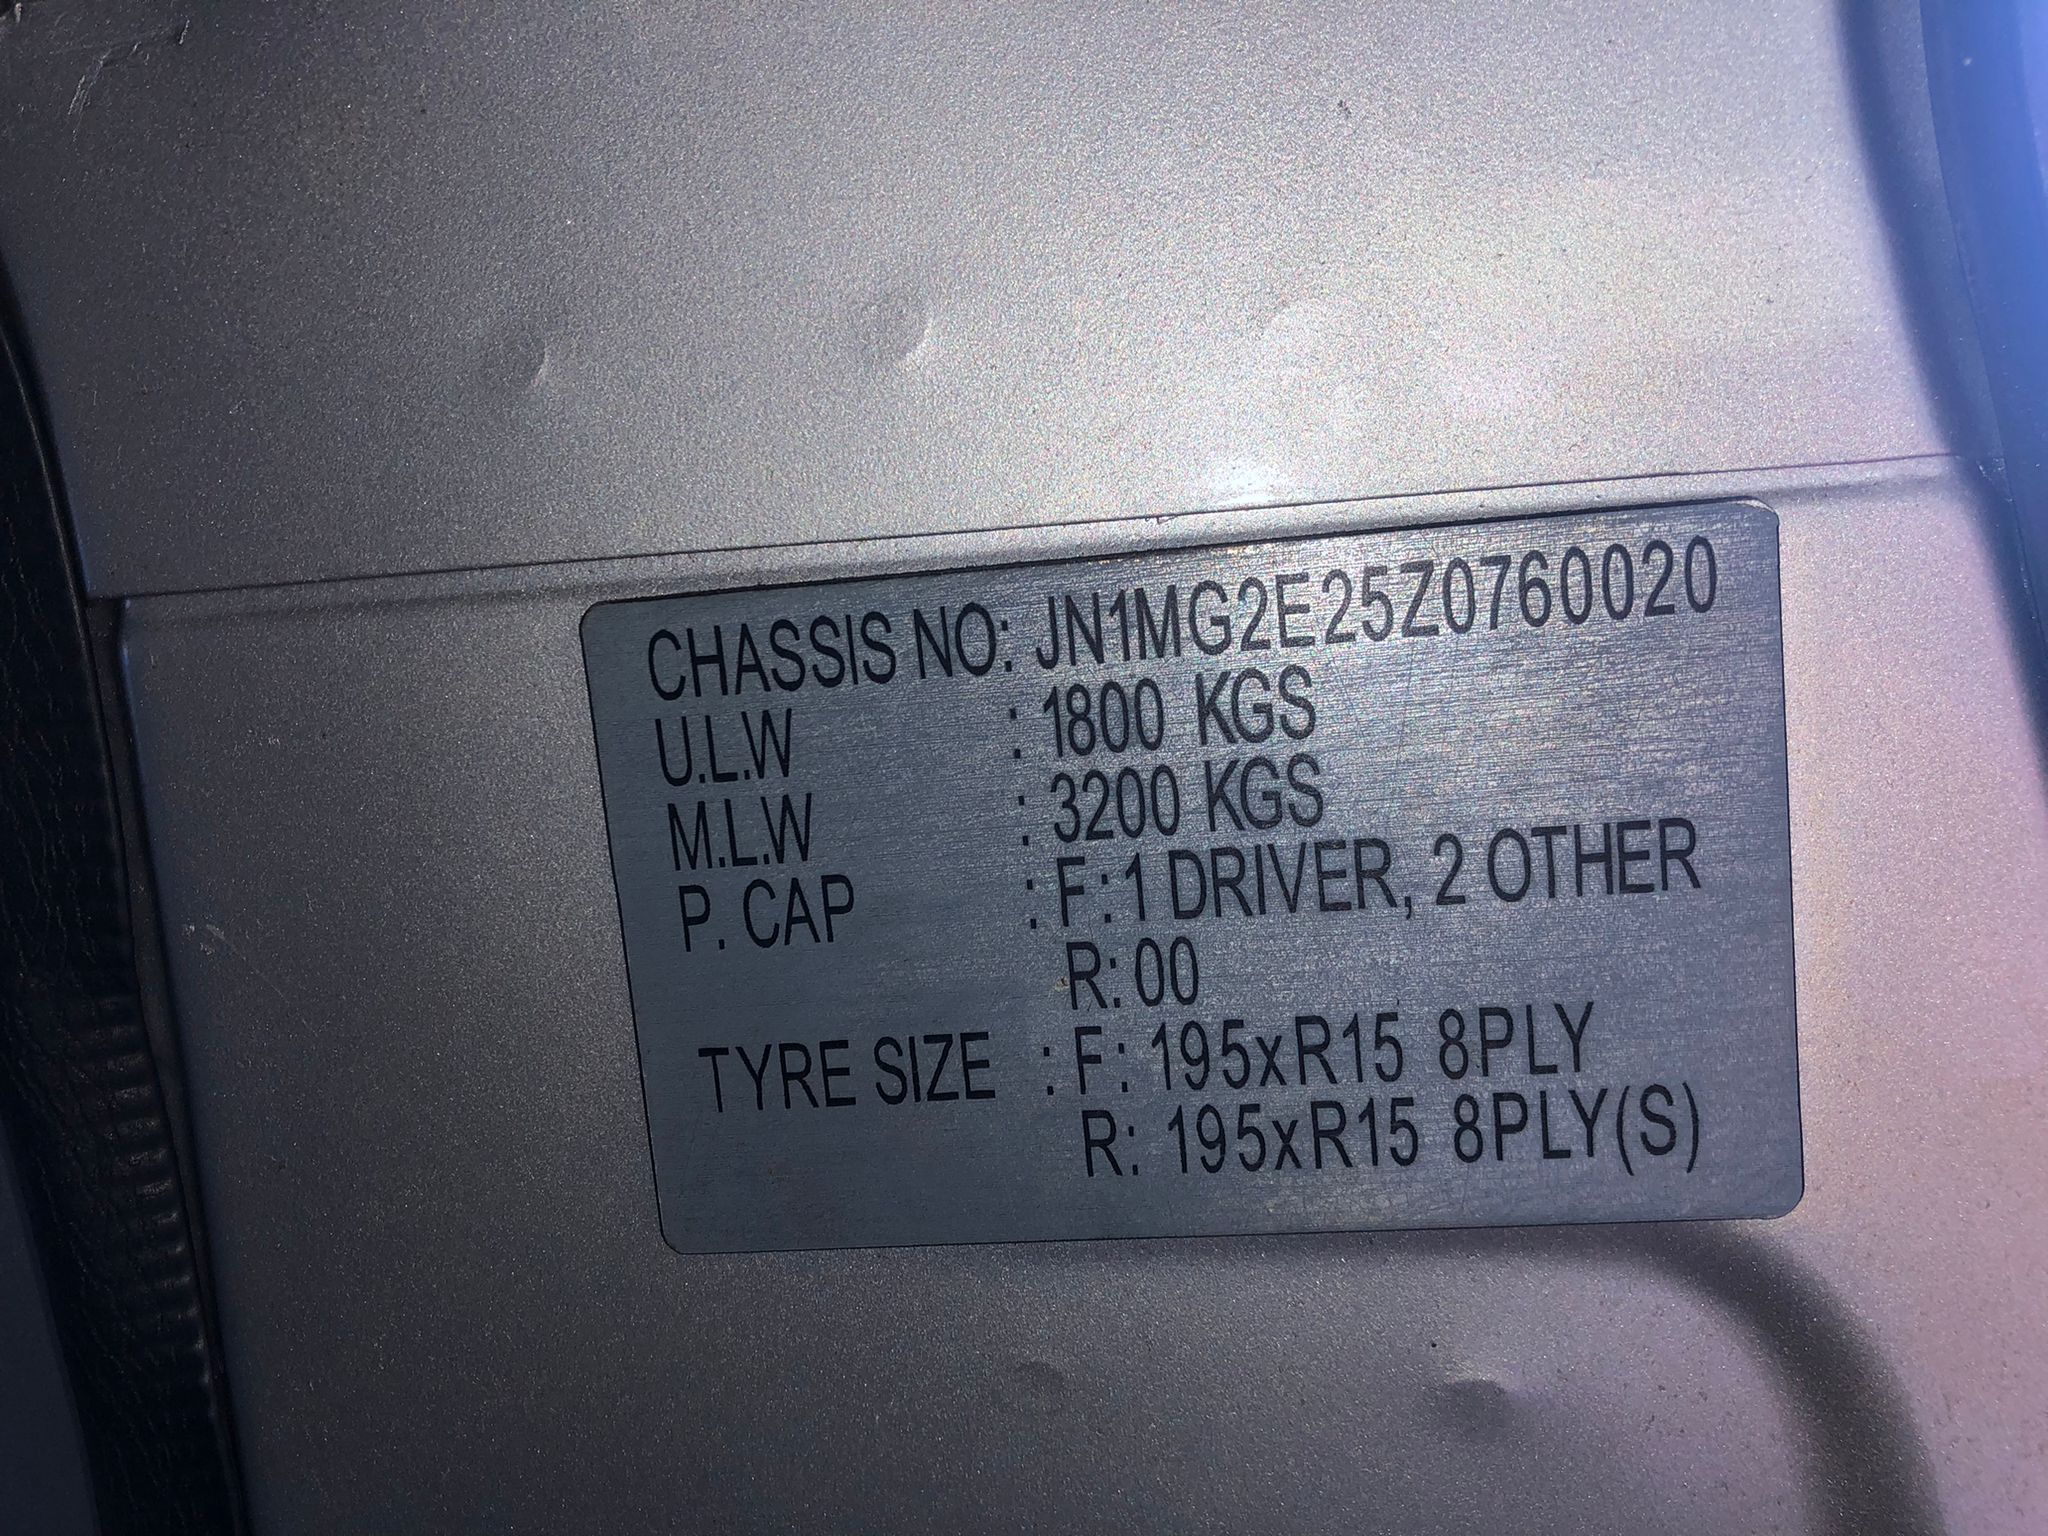 CHASSIS NO: JN1MG2E25Z0760020
U.L.W : 1800 KGS
M.L.W : 3200 KGS
P. CAP : F:1 DRIVER, 2 OTHER
R:00
TYRE SIZE : F: 195xR15 8PLY
R: 195xR15 8PLY(S)